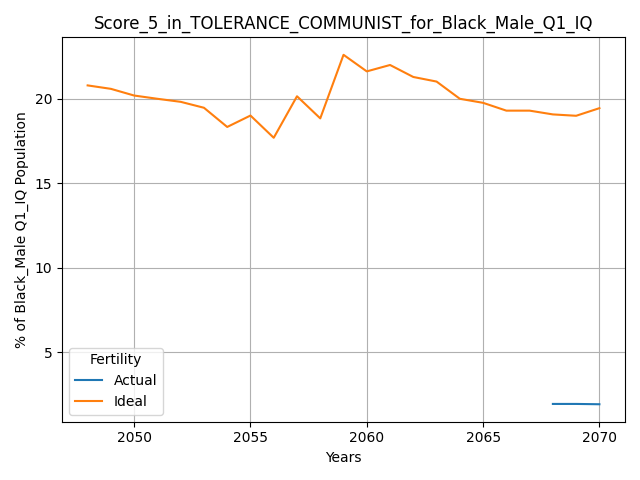 Score_5_in_TOLERANCE_COMMUNIST_for_Black_Male_Q1_IQ
% of Black_Male Q1_IQ Population
20
15
10
5
Fertility
Actual
Ideal
2050
2055
2060
2065
2070
Years